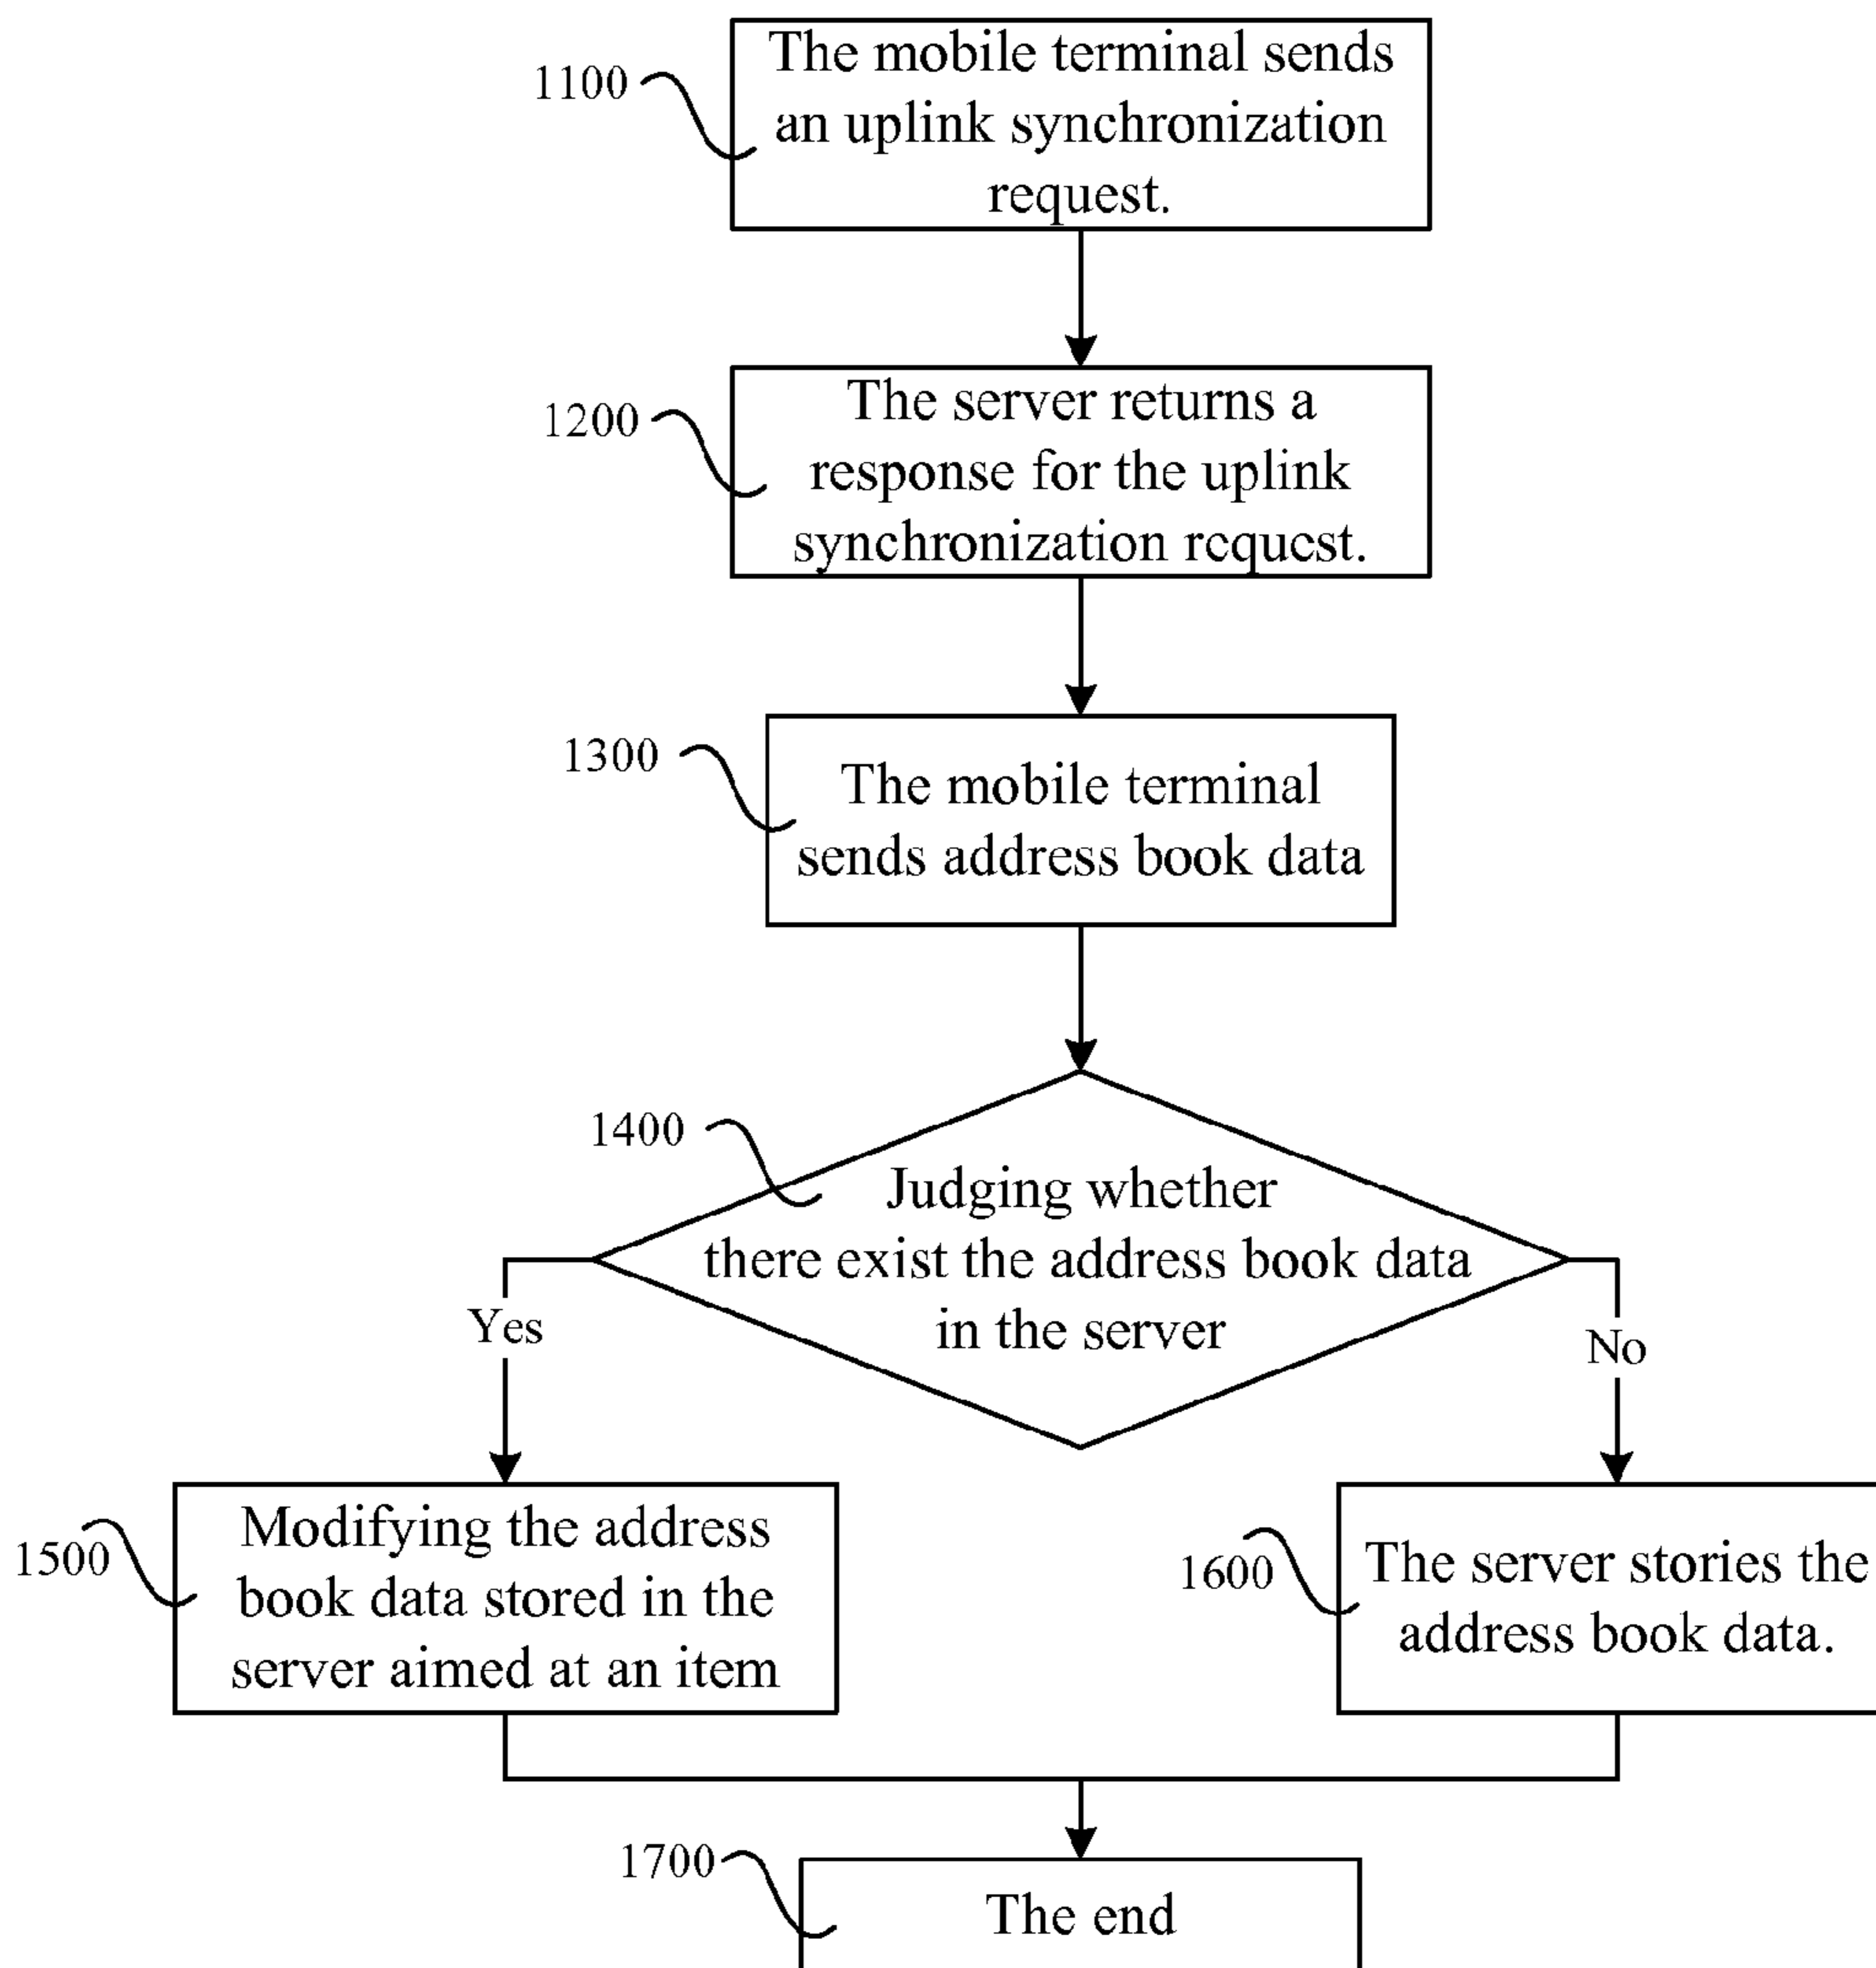 1100
The mobile terminal sends
an uplink synchronization
request.
1200
The server returns a
response for the uplink
synchronization request.
1300
The mobile terminal
sends address book data
1400
Judging whether
there exist the address book data
in the server
Yes
No
1500
Modifying the address
book data stored in the
server aimed at an item
1600
The server stories the
address book data.
1700
The end